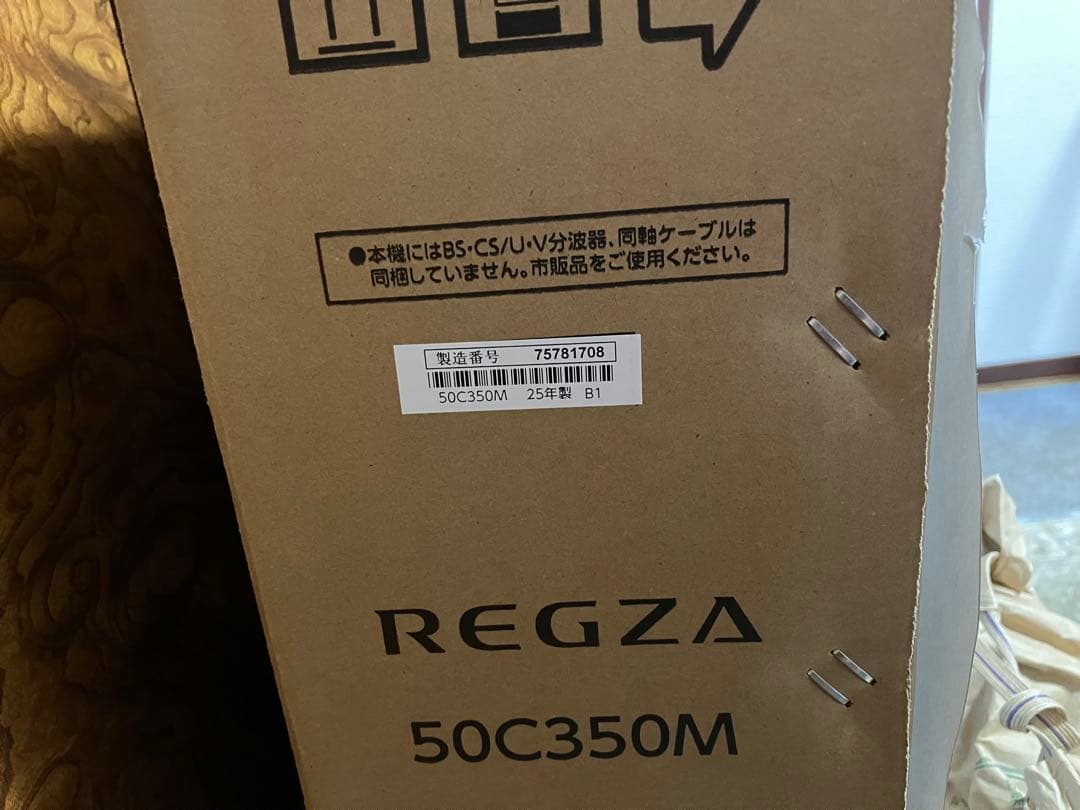 ●本機にはBS・CS/U・V分波器、同軸ケーブルは
同梱していません。市販品をご使用ください。
製造番号 75781708
50C350M 25年製 B1
REGZA
50C350M